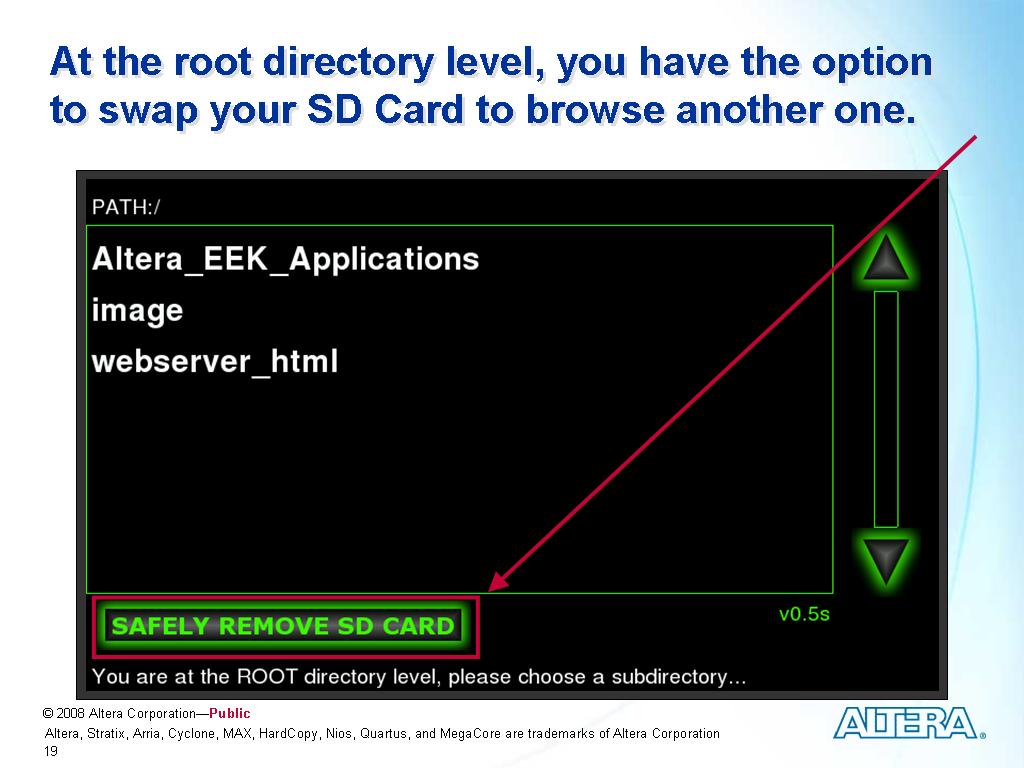 At the root directory level, you have the option
to swap your SD Card to browse another one.
PATH:/
Altera_EEK_Applications
image
webserver_html
SAFELY REMOVE SD CARD
v0.5s
You are at the ROOT directory level, please choose a subdirectory...
© 2008 Altera Corporation—Public
Altera, Stratix, Arria, Cyclone, MAX, HardCopy, Nios, Quartus, and MegaCore are trademarks of Altera Corporation
19
ALTERA®